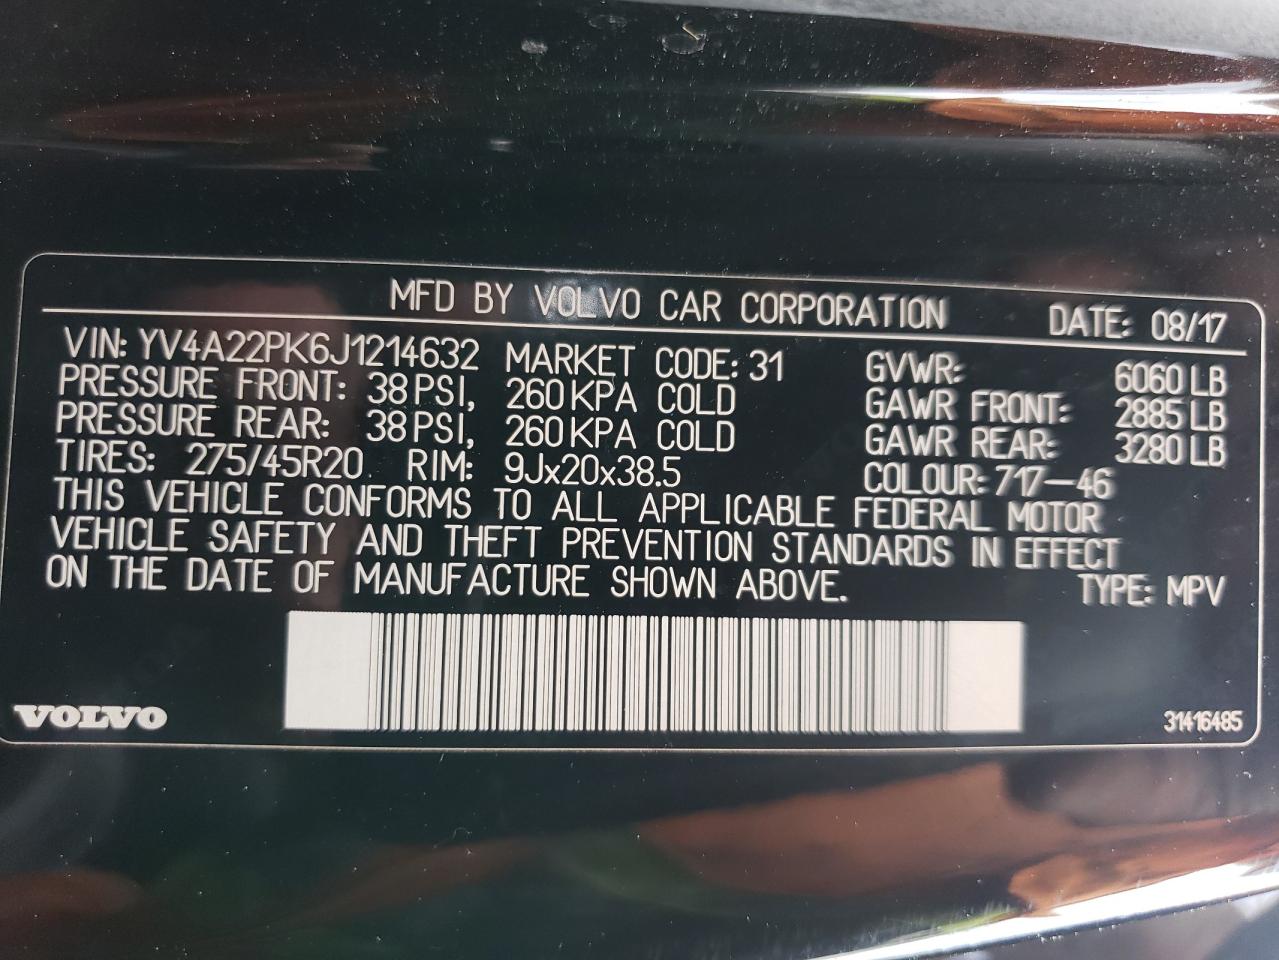 MFD BY VOLVO CAR CORPORATION DATE: 08/17
VIN: YV4A22PK6J1214632 MARKET CODE: 31 GVWR: 6060 LB
PRESSURE FRONT: 38 PSI, 260 KPA COLD GAWR FRONT: 2885 LB
PRESSURE REAR: 38 PSI, 260 KPA COLD GAWR REAR: 3280 LB
TIRES: 275/45R20 RIM: 9Jx20x38.5 COLOUR: 717-46
THIS VEHICLE CONFORMS TO ALL APPLICABLE FEDERAL MOTOR
VEHICLE SAFETY AND THEFT PREVENTION STANDARDS IN EFFECT
ON THE DATE OF MANUFACTURE SHOWN ABOVE. TYPE: MPV
VOLVO 31416485